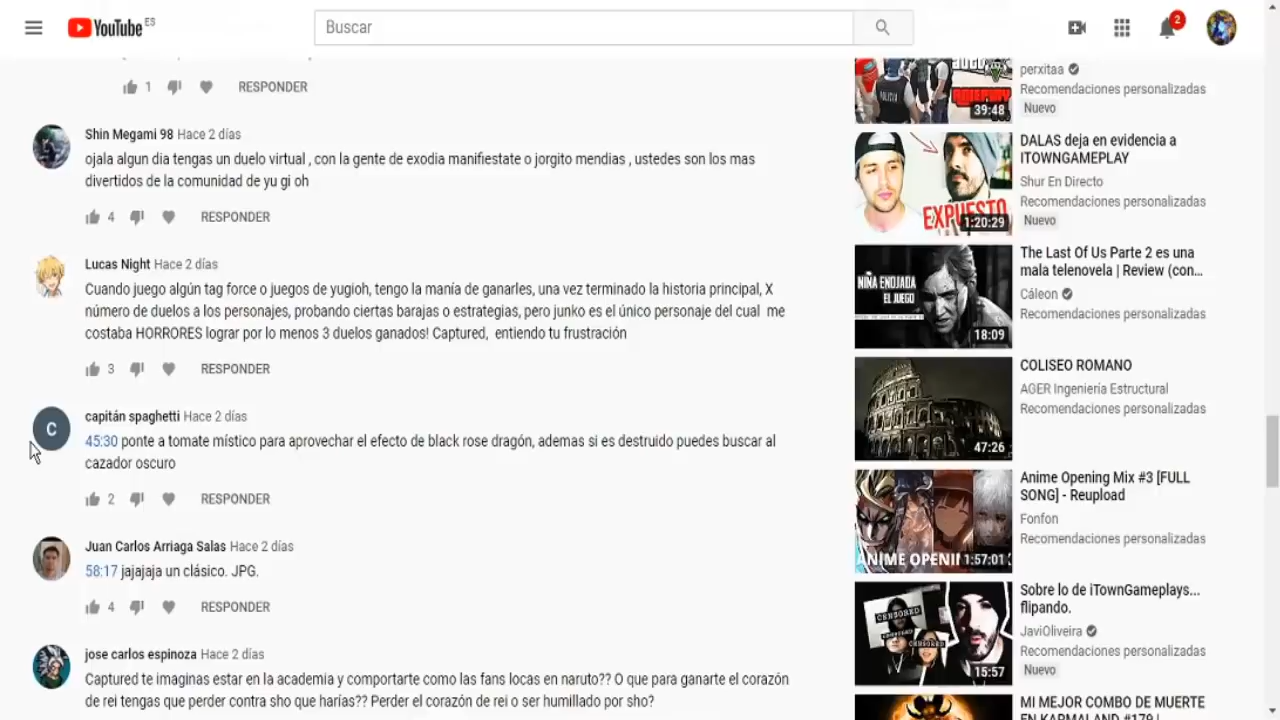 YouTube ES
Buscar
2
1 RESPONDER
Shin Megami 98 Hace 2 días
ojala algun dia tengas un duelo virtual , con la gente de exodia manifiestate o jorgito mendias , ustedes son los mas
divertidos de la comunidad de yu gi oh
4 RESPONDER
Lucas Night Hace 2 días
Cuando juego algún tag force o juegos de yugioh, tengo la manía de ganarles, una vez terminado la historia principal, X
número de duelos a los personajes, probando ciertas barajas o estrategias, pero junko es el único personaje del cual me
costaba HORRORES lograr por lo menos 3 duelos ganados! Captured, entiendo tu frustración
3 RESPONDER
C
capitán spaghetti Hace 2 días
45:30 ponte a tomate místico para aprovechar el efecto de black rose dragón, ademas si es destruido puedes buscar al
cazador oscuro
2 RESPONDER
Juan Carlos Arriaga Salas Hace 2 días
58:17 jajajaja un clásico. JPG.
4 RESPONDER
jose carlos espinoza Hace 2 días
Captured te imaginas estar en la academia y comportarte como las fans locas en naruto?? O que para ganarte el corazón
de rei tengas que perder contra sho que harías?? Perder el corazón de rei o ser humillado por sho?
POLICIA
39:48
perxitaa
Recomendaciones personalizadas
Nuevo
EXPUESTO
1:20:29
DALAS deja en evidencia a
ITOWNGAMEPLAY
Shur En Directo
Recomendaciones personalizadas
Nuevo
NIÑA ENOJADA
EL JUEGO
18:09
The Last Of Us Parte 2 es una
mala telenovela | Review (con...
Cáleon
Recomendaciones personalizadas
47:26
COLISEO ROMANO
AGER Ingeniería Estructural
Recomendaciones personalizadas
ANIME OPENI
1:57:01
Anime Opening Mix #3 [FULL
SONG] - Reupload
Fonfon
Recomendaciones personalizadas
CENSORED
CENSORED
CENSORED
15:57
Sobre lo de iTownGameplays...
flipando.
JaviOliveira
Recomendaciones personalizadas
Nuevo
MI MEJOR COMBO DE MUERTE
EN KARMALAND #179 |